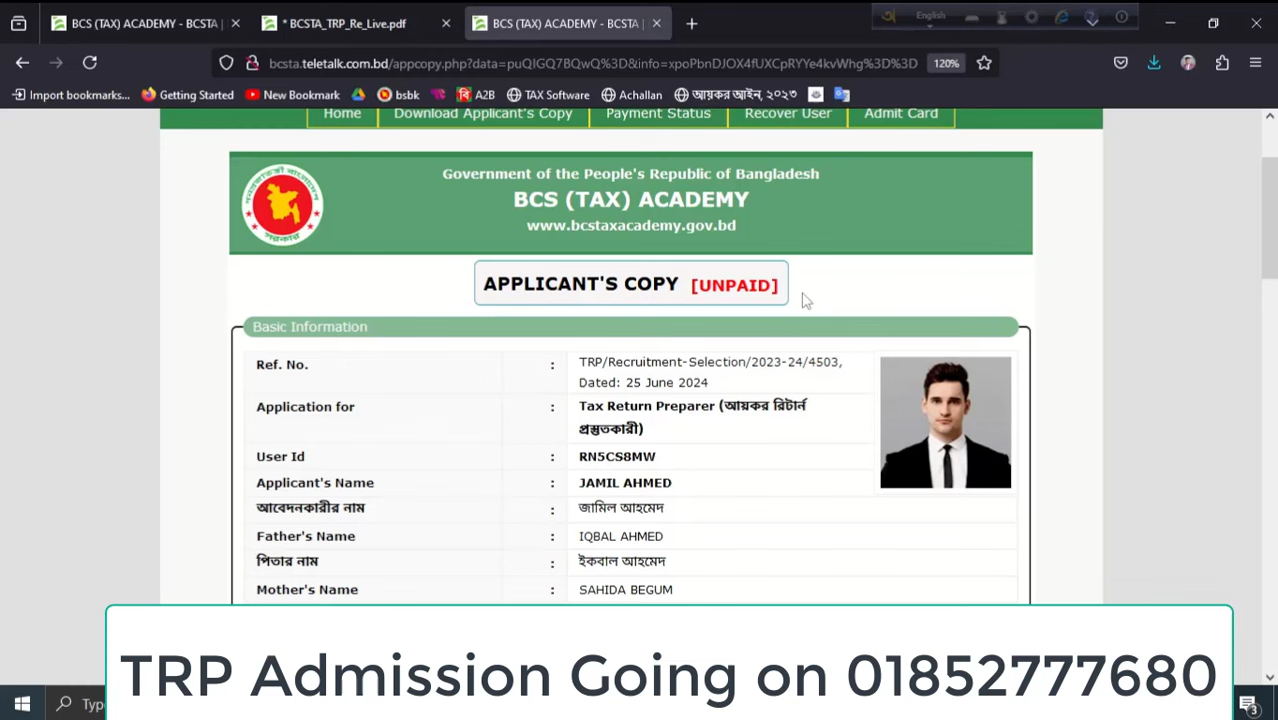 BCS (TAX) ACADEMY - BCSTA |
* BCSTA_TRP_Re_Live.pdf
BCS (TAX) ACADEMY - BCSTA |
English
bcsta.teletalk.com.bd/appcopy.php?data=puQIGQ7BQwQ%3D&info=xpoPbnDJOX4fUXCpRYYe4kvWhg%3D%3D
120%
Import bookmarks...
Getting Started
New Bookmark
bsbk
A2B
TAX Software
Achallan
আয়কর আইন, ২০২৩
Home
Download Applicant's Copy
Payment Status
Recover User
Admit Card
Government of the People's Republic of Bangladesh
BCS (TAX) ACADEMY
www.bcstaxacademy.gov.bd
APPLICANT'S COPY [UNPAID]
Basic Information
Ref. No. : TRP/Recruitment-Selection/2023-24/4503,
Dated: 25 June 2024
Application for : Tax Return Preparer (আয়কর রিটার্ন
প্রস্তুতকারী)
User Id : RN5CS8MW
Applicant's Name : JAMIL AHMED
আবেদনকারীর নাম : জামিল আহমেদ
Father's Name : IQBAL AHMED
পিতার নাম : ইকবাল আহমেদ
Mother's Name : SAHIDA BEGUM
TRP Admission Going on 01852777680
Typ
3